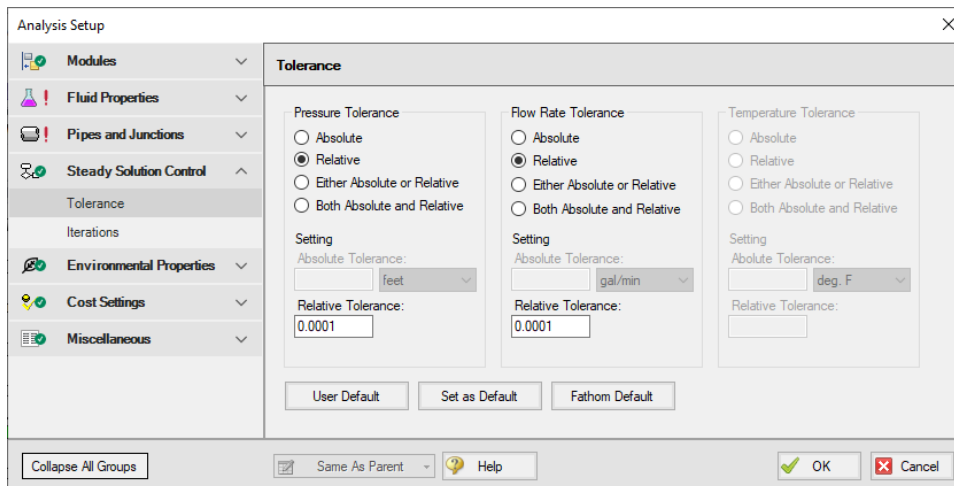 Analysis Setup
Modules
Fluid Properties
Pipes and Junctions
Steady Solution Control
Tolerance
Iterations
Environmental Properties
Cost Settings
Miscellaneous
Collapse All Groups
Tolerance
Pressure Tolerance
Absolute
Relative
Either Absolute or Relative
Both Absolute and Relative
Setting
Absolute Tolerance:
feet
Relative Tolerance:
0.0001
Flow Rate Tolerance
Absolute
Relative
Either Absolute or Relative
Both Absolute and Relative
Setting
Absolute Tolerance:
gal/min
Relative Tolerance:
0.0001
Temperature Tolerance
Absolute
Relative
Either Absolute or Relative
Both Absolute and Relative
Setting
Abolute Tolerance:
deg. F
Relative Tolerance:
User Default
Set as Default
Fathom Default
Same As Parent
Help
OK
Cancel